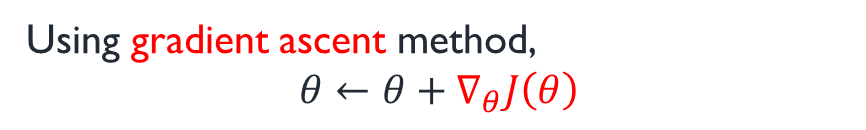 Using gradient ascent method,
θ ← θ + ∇θJ(θ)